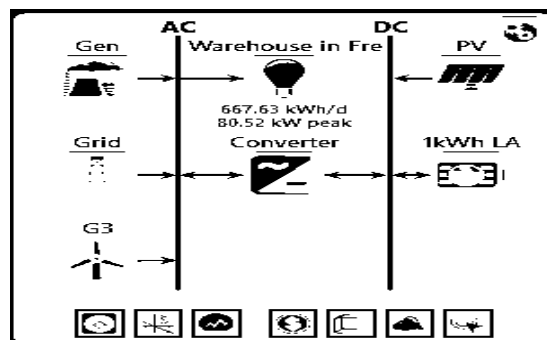 AC DC
Gen Warehouse in Fre PV
667.63 kWh/d
80.52 kW peak
Grid Converter 1kWh LA
G3